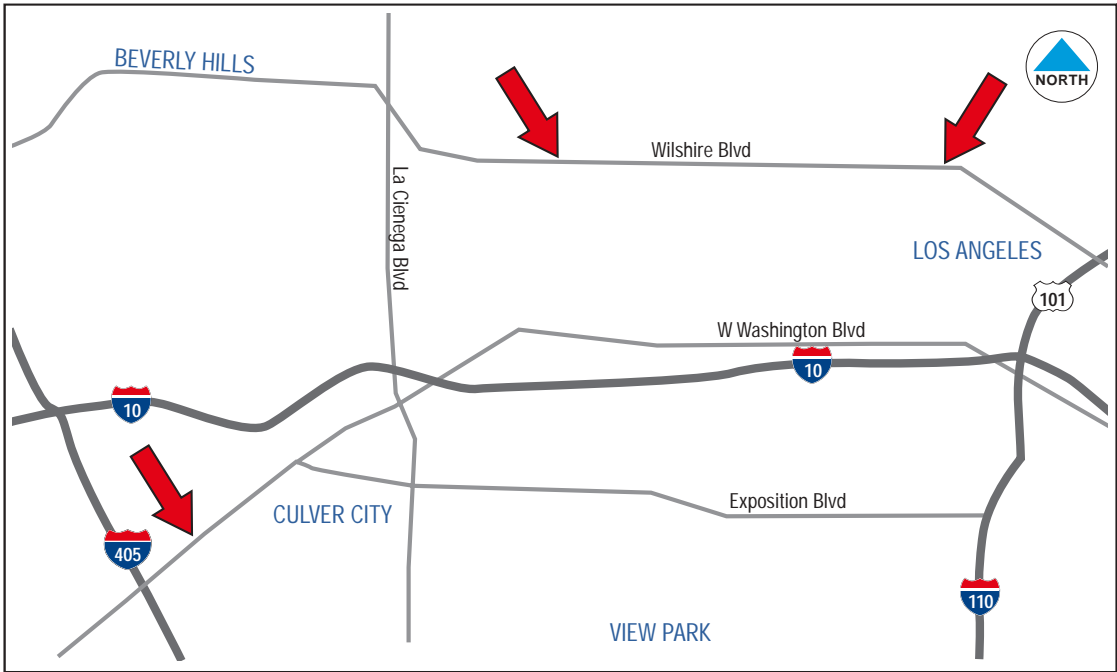 BEVERLY HILLS
NORTH
Wilshire Blvd
La Cienega Blvd
LOS ANGELES
101
W Washington Blvd
10
10
CULVER CITY
Exposition Blvd
405
110
VIEW PARK